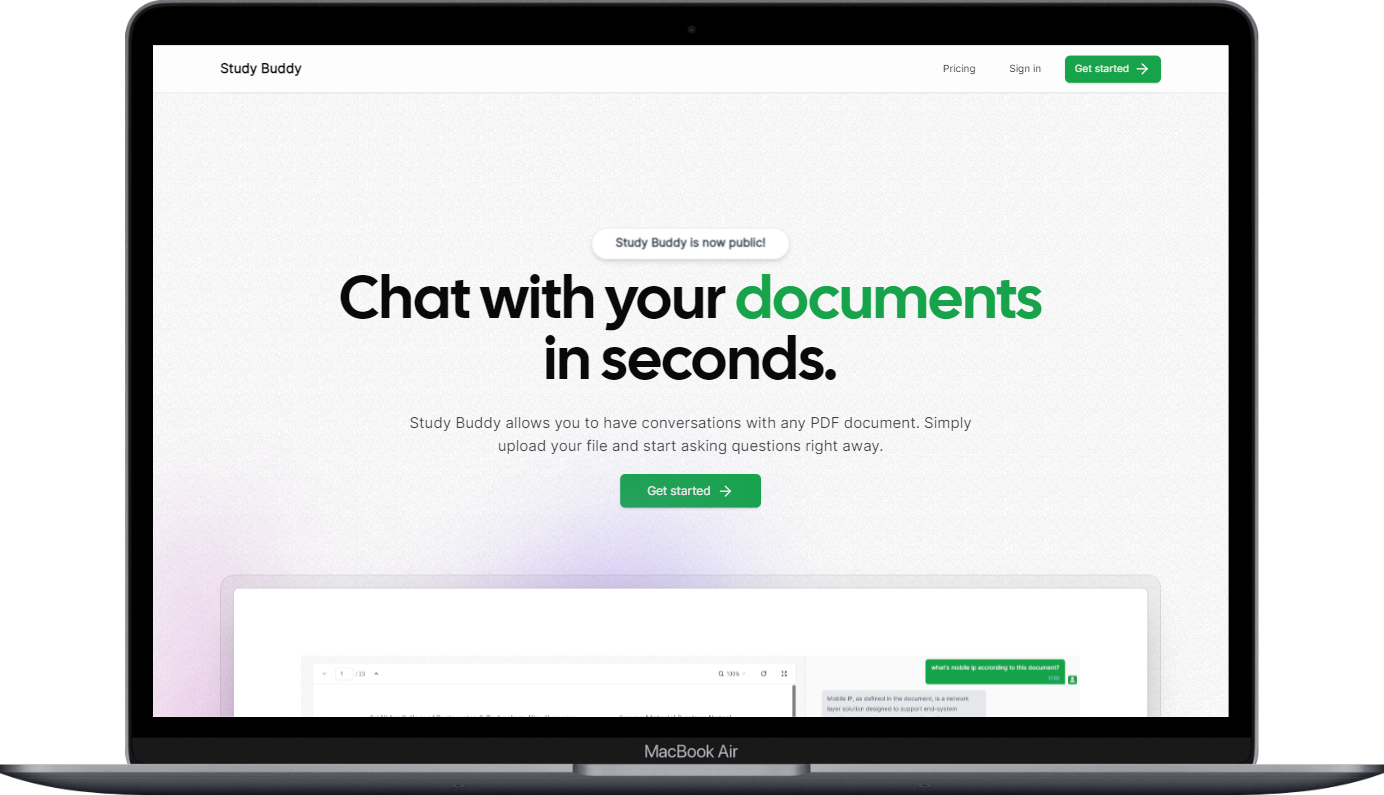 Study Buddy
Pricing
Sign in
Get started
Study Buddy is now public!
Chat with your documents
in seconds.
Study Buddy allows you to have conversations with any PDF document. Simply
upload your file and start asking questions right away.
Get started
1 / 23
100%
what's mobile ip accrording to this document?
Mobile IP, as defined in the document, is a network
layer solution designed to support end-system
MacBook Air